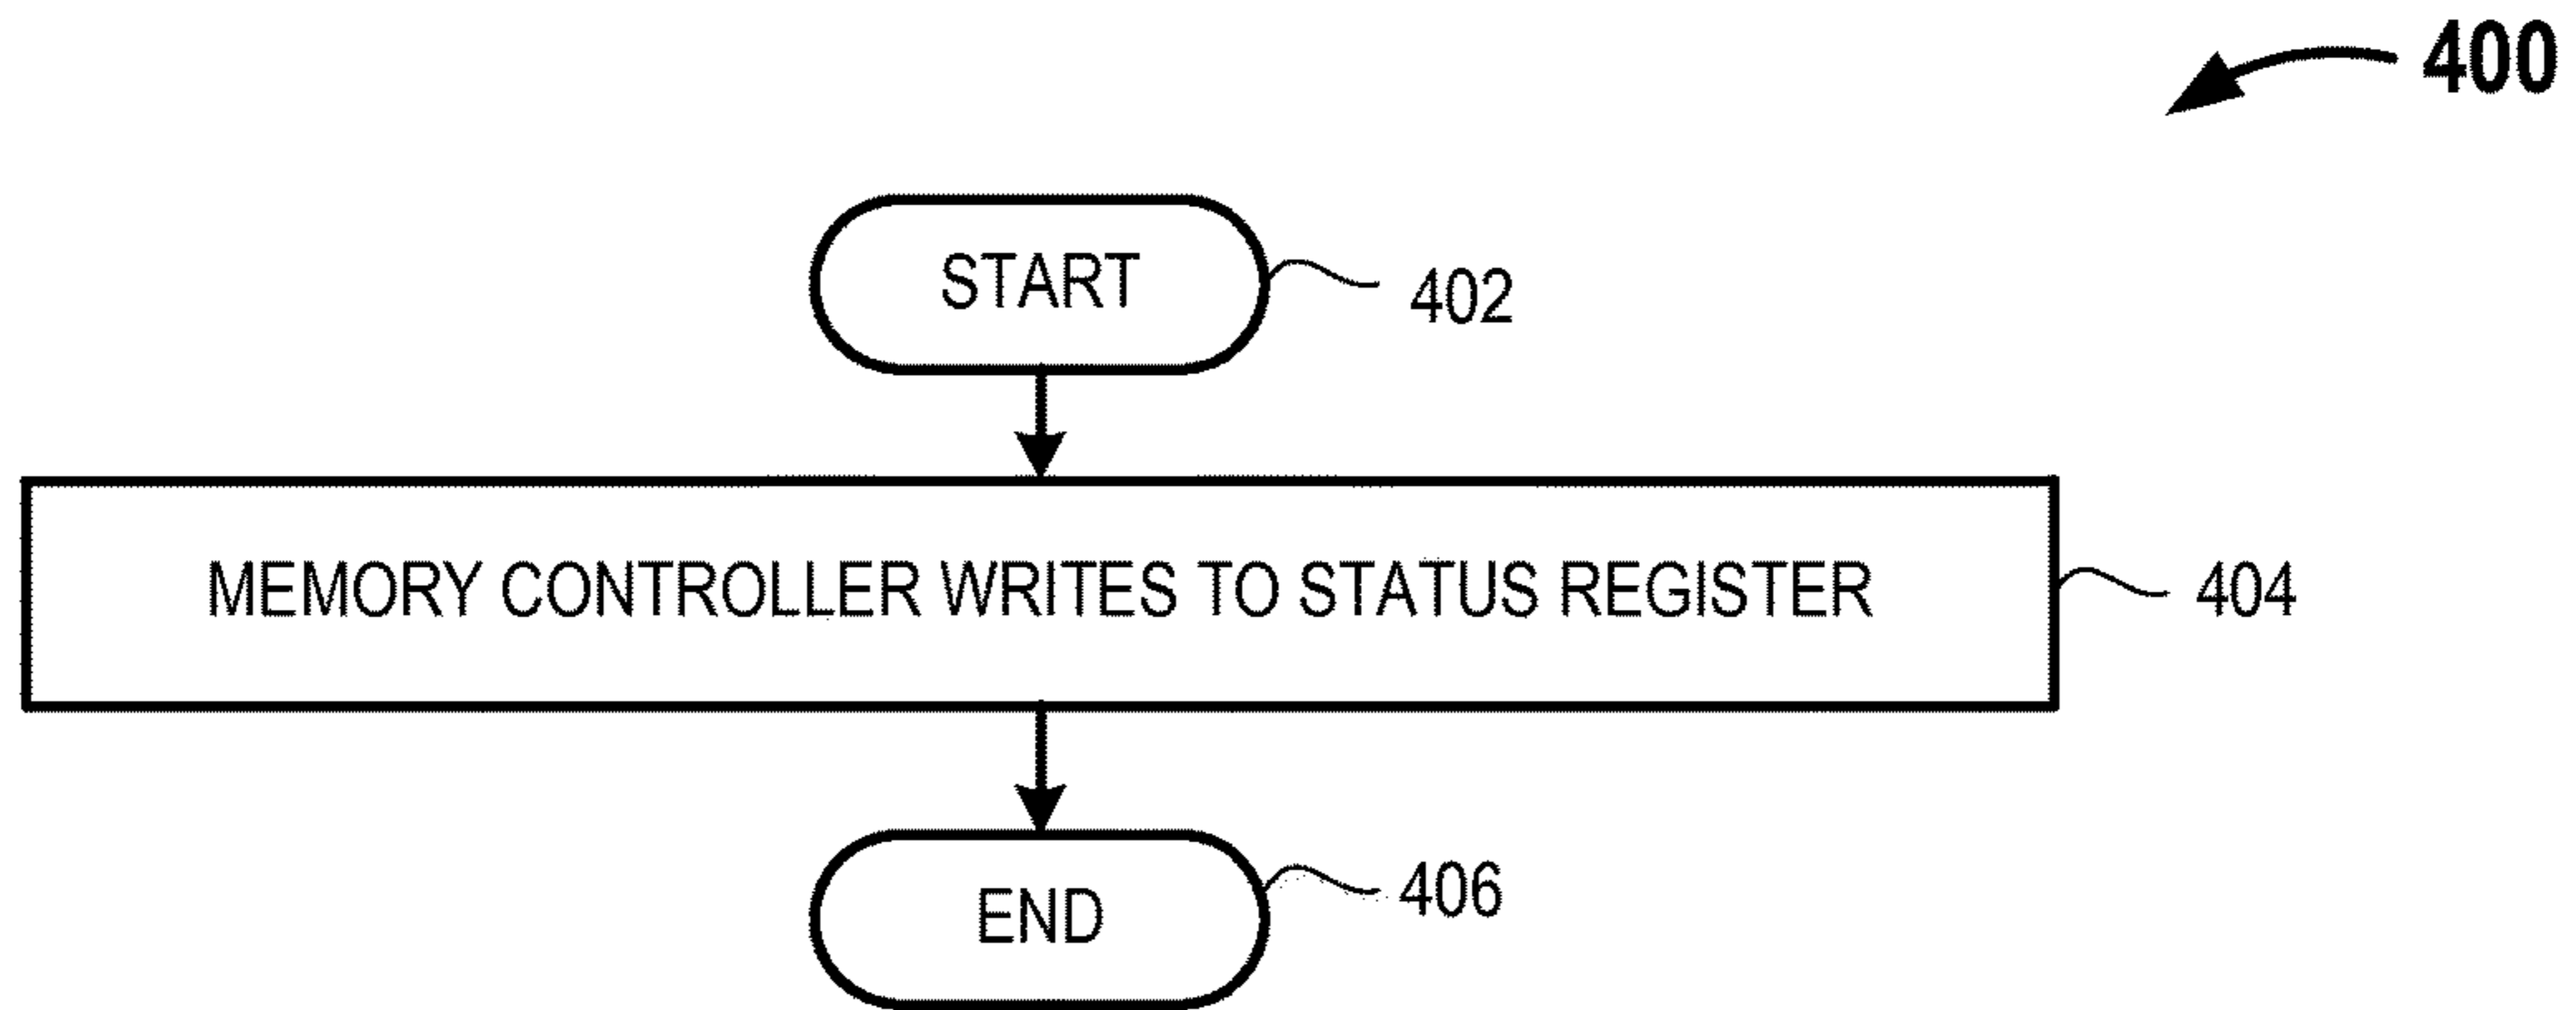 400
START
402
MEMORY CONTROLLER WRITES TO STATUS REGISTER
404
END
406